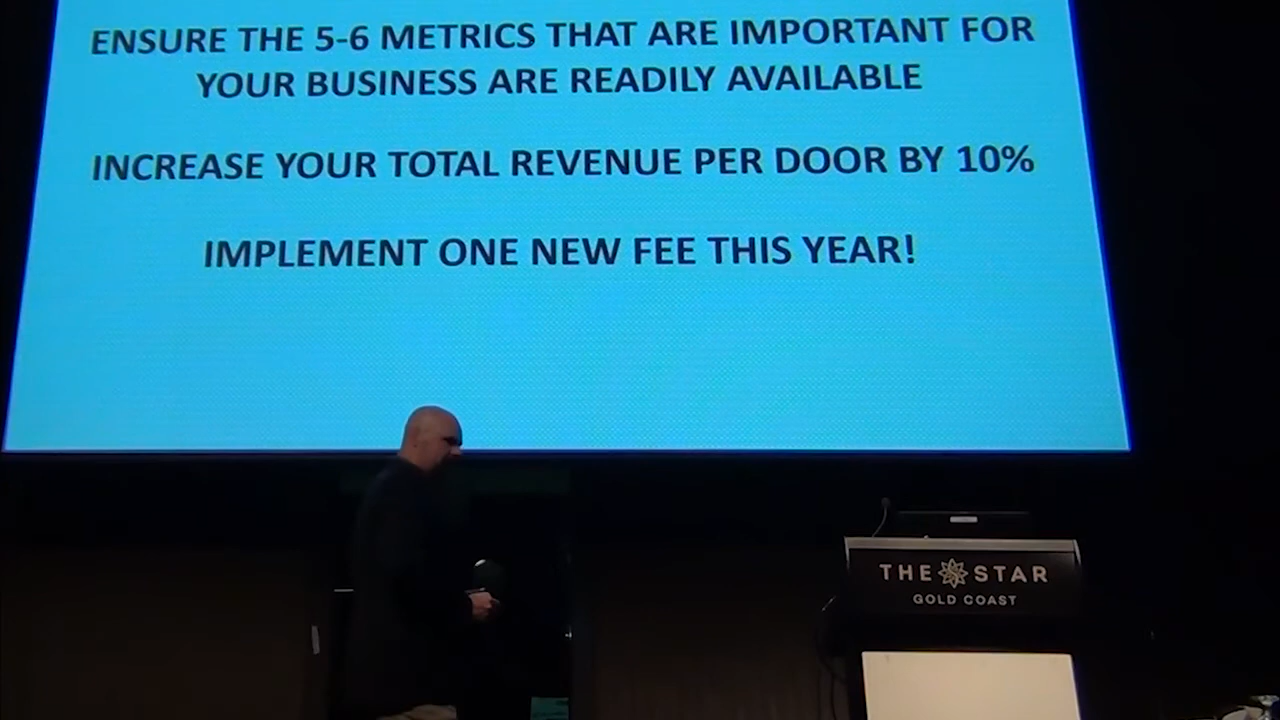 ENSURE THE 5-6 METRICS THAT ARE IMPORTANT FOR
YOUR BUSINESS ARE READILY AVAILABLE
INCREASE YOUR TOTAL REVENUE PER DOOR BY 10%
IMPLEMENT ONE NEW FEE THIS YEAR!
THE STAR
GOLD COAST